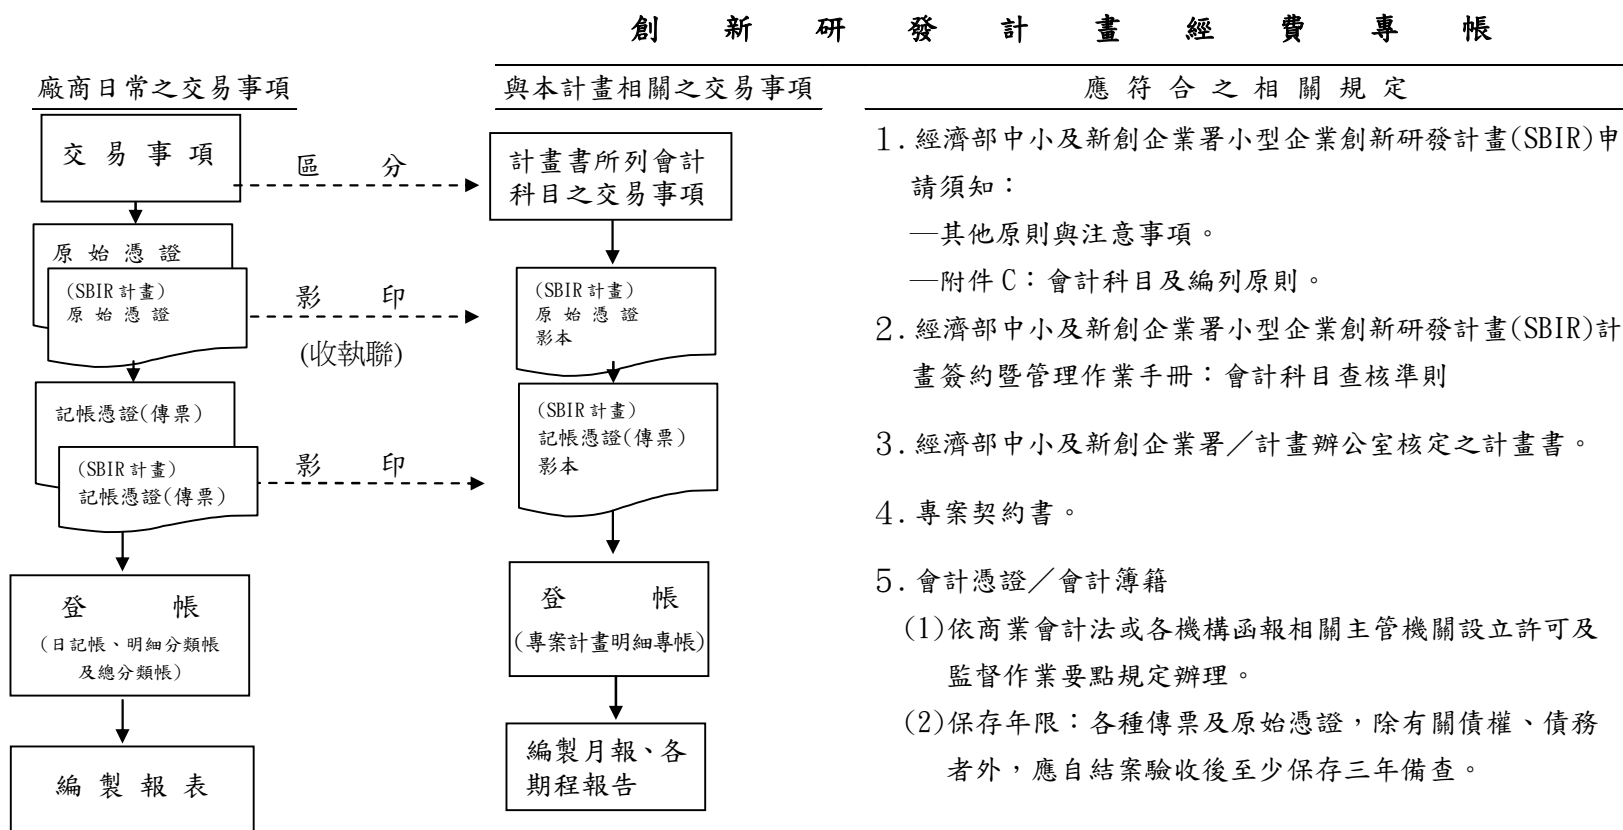 創新研發計畫經費專帳
廠商日常之交易事項
與本計畫相關之交易事項
應符合之相關規定
交易事項
區分
計畫書所列會計
科目之交易事項
原始憑證
(SBIR計畫)
原始憑證
影印
(收執聯)
(SBIR計畫)
原始憑證
影本
記帳憑證(傳票)
(SBIR計畫)
記帳憑證(傳票)
影印
(SBIR計畫)
記帳憑證(傳票)
影本
登帳
(日記帳、明細分類帳
及總分類帳)
登帳
(專案計畫明細專帳)
編製報表
編製月報、各
期程報告
1.經濟部中小及新創企業署小型企業創新研發計畫(SBIR)申
請須知：
—其他原則與注意事項。
—附件C：會計科目及編列原則。
2.經濟部中小及新創企業署小型企業創新研發計畫(SBIR)計
畫簽約暨管理作業手冊：會計科目查核準則
3.經濟部中小及新創企業署／計畫辦公室核定之計畫書。
4.專案契約書。
5.會計憑證／會計簿籍
(1)依商業會計法或各機構函報相關主管機關設立許可及
監督作業要點規定辦理。
(2)保存年限：各種傳票及原始憑證，除有關債權、債務
者外，應自結案驗收後至少保存三年備查。